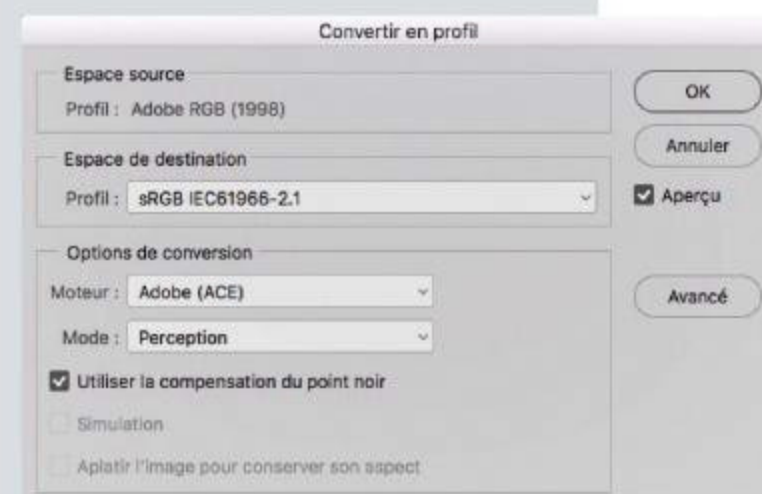 Convertir en profil
Espace source
Profil : Adobe RGB (1998)
OK
Annuler
Espace de destination
Profil : sRGB IEC61966-2.1
Aperçu
Options de conversion
Moteur : Adobe (ACE)
Avancé
Mode : Perception
Utiliser la compensation du point noir
Simulation
Aplatir l'image pour conserver son aspect